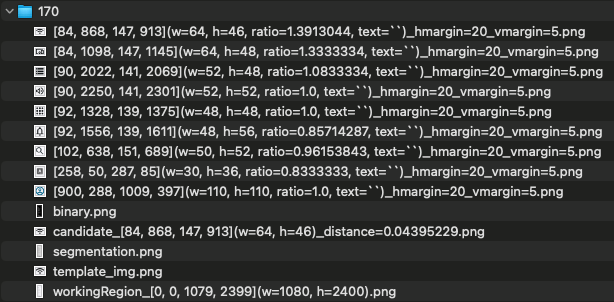 170
[84, 868, 147, 913](w=64, h=46, ratio=1.3913044, text=``)_hmargin=20_vmargin=5.png
[84, 1098, 147, 1145](w=64, h=48, ratio=1.3333334, text=``)_hmargin=20_vmargin=5.png
[90, 2022, 141, 2069](w=52, h=48, ratio=1.0833334, text=``)_hmargin=20_vmargin=5.png
[90, 2250, 141, 2301](w=52, h=52, ratio=1.0, text=``)_hmargin=20_vmargin=5.png
[92, 1328, 139, 1375](w=48, h=48, ratio=1.0, text=``)_hmargin=20_vmargin=5.png
[92, 1556, 139, 1611](w=48, h=56, ratio=0.85714287, text=``)_hmargin=20_vmargin=5.png
[102, 638, 151, 689](w=50, h=52, ratio=0.96153843, text=``)_hmargin=20_vmargin=5.png
[258, 50, 287, 85](w=30, h=36, ratio=0.8333333, text=``)_hmargin=20_vmargin=5.png
[900, 288, 1009, 397](w=110, h=110, ratio=1.0, text=``)_hmargin=20_vmargin=5.png
binary.png
candidate_[84, 868, 147, 913](w=64, h=46)_distance=0.04395229.png
segmentation.png
template_img.png
workingRegion_[0, 0, 1079, 2399](w=1080, h=2400).png